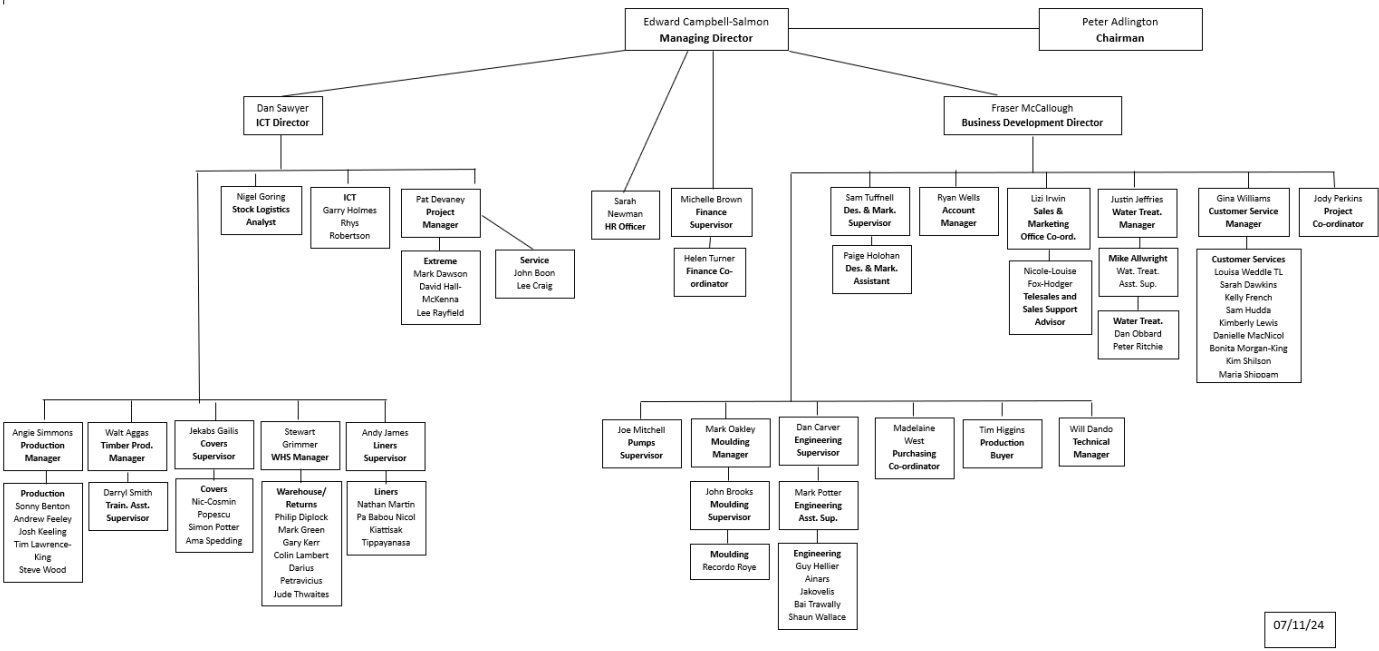 Edward Campbell-Salmon
Managing Director
Peter Adlington
Chairman
Dan Sawyer
ICT Director
Fraser McCallough
Business Development Director
Nigel Goring
Stock Logistics
Analyst
ICT
Garry Holmes
Rhys
Robertson
Pat Devaney
Project
Manager
Extreme
Mark Dawson
David Hall-
McKenna
Lee Rayfield
Service
John Boon
Lee Craig
Sarah
Newman
HR Officer
Michelle Brown
Finance
Supervisor
Helen Turner
Finance Co-
ordinator
Sam Tuffnell
Des. & Mark.
Supervisor
Paige Holohan
Des. & Mark.
Assistant
Ryan Wells
Account
Manager
Lizi Irwin
Sales &
Marketing
Office Co-ord.
Nicole-Louise
Fox-Hodger
Telesales and
Sales Support
Advisor
Justin Jeffries
Water Treat.
Manager
Mike Allwright
Wat. Treat.
Asst. Sup.
Water Treat.
Dan Obbard
Peter Ritchie
Gina Williams
Customer Service
Manager
Customer Services
Louisa Weddle TL
Sarah Dawkins
Kelly French
Sam Hudda
Kimberly Lewis
Danielle MacNicol
Bonita Morgan-King
Kim Shilson
Maria Shippam
Jody Perkins
Project
Co-ordinator
Angie Simmons
Production
Manager
Production
Sonny Benton
Andrew Feeley
Josh Keeling
Tim Lawrence-
King
Steve Wood
Walt Aggas
Timber Prod.
Manager
Darryl Smith
Train. Asst.
Supervisor
Jekabs Gailis
Covers
Supervisor
Covers
Nic-Cosmin
Popescu
Simon Potter
Ama Spedding
Stewart
Grimmer
WHS Manager
Warehouse/
Returns
Philip Diplock
Mark Green
Gary Kerr
Colin Lambert
Darius
Petravicius
Jude Thwaites
Andy James
Liners
Supervisor
Liners
Nathan Martin
Pa Babou Nicol
Kiattisak
Tippayanasa
Joe Mitchell
Pumps
Supervisor
Mark Oakley
Moulding
Manager
John Brooks
Moulding
Supervisor
Moulding
Recordo Roye
Dan Carver
Engineering
Supervisor
Mark Potter
Engineering
Asst. Sup.
Engineering
Guy Hellier
Ainars
Jakovelis
Bai Trawally
Shaun Wallace
Madelaine
West
Purchasing
Co-ordinator
Tim Higgins
Production
Buyer
Will Dando
Technical
Manager
07/11/24